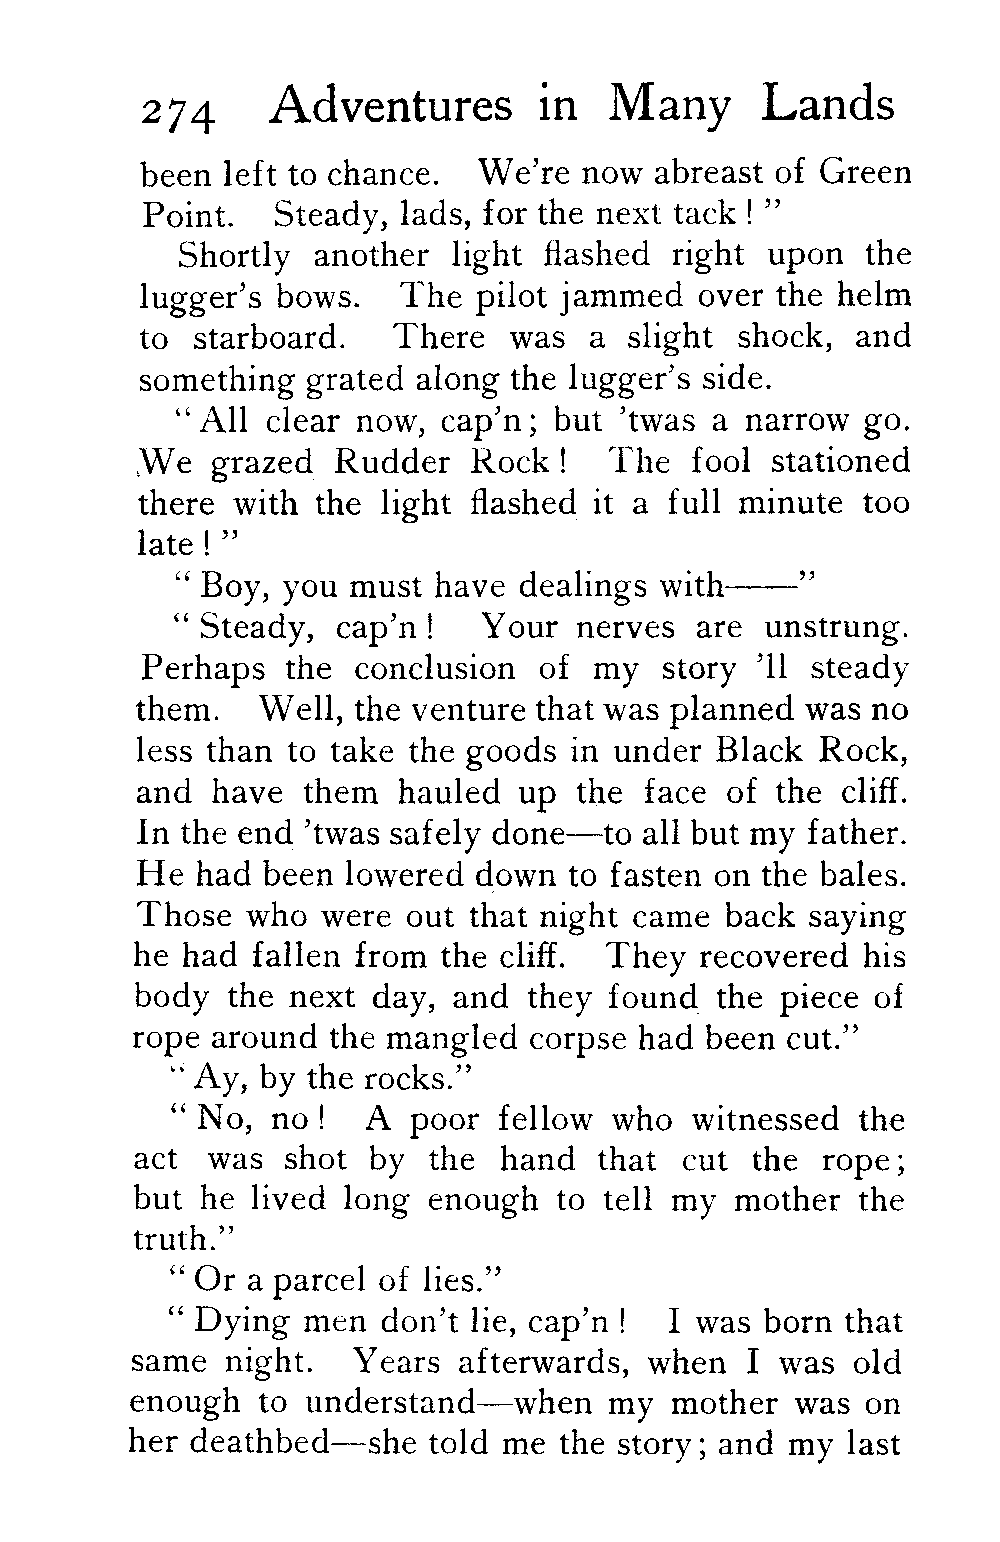 274 Adventures in Many Lands
been left to chance. We're now abreast of Green
Point. Steady, lads, for the next tack ! ”
Shortly another light flashed right upon the
lugger's bows. The pilot jammed over the helm
to starboard. There was a slight shock, and
something grated along the lugger's side.
“ All clear now, cap'n ; but 'twas a narrow go.
We grazed Rudder Rock ! The fool stationed
there with the light flashed it a full minute too
late ! ”
“ Boy, you must have dealings with——”
“ Steady, cap'n ! Your nerves are unstrung.
Perhaps the conclusion of my story 'll steady
them. Well, the venture that was planned was no
less than to take the goods in under Black Rock,
and have them hauled up the face of the cliff.
In the end 'twas safely done—to all but my father.
He had been lowered down to fasten on the bales.
Those who were out that night came back saying
he had fallen from the cliff. They recovered his
body the next day, and they found the piece of
rope around the mangled corpse had been cut.”
“ Ay, by the rocks.”
“ No, no ! A poor fellow who witnessed the
act was shot by the hand that cut the rope ;
but he lived long enough to tell my mother the
truth.”
“ Or a parcel of lies.”
“ Dying men don't lie, cap'n ! I was born that
same night. Years afterwards, when I was old
enough to understand—when my mother was on
her deathbed—she told me the story ; and my last